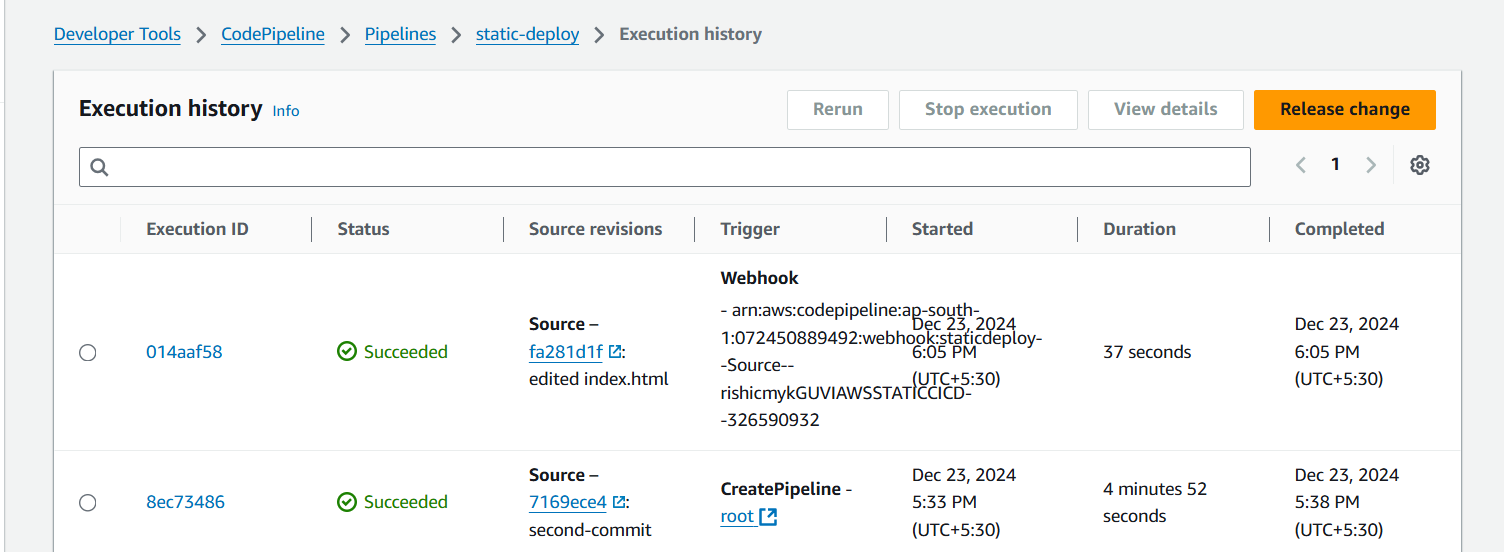 Developer Tools > CodePipeline > Pipelines > static-deploy > Execution history
Execution history Info
Rerun Stop execution View details Release change
1
Execution ID Status Source revisions Trigger Started Duration Completed
014aaf58
Succeeded
Source –
fa281d1f:
edited index.html
Webhook
- arn:aws:codepipeline:ap-south-
1:072450889492:webhook:staticdeploy-
-Source--
rishicmykGUVIAWSSTATICCICD-
-326590932
Dec 23, 2024
6:05 PM
(UTC+5:30)
37 seconds
Dec 23, 2024
6:05 PM
(UTC+5:30)
8ec73486
Succeeded
Source –
7169ece4:
second-commit
CreatePipeline -
root
Dec 23, 2024
5:33 PM
(UTC+5:30)
4 minutes 52
seconds
Dec 23, 2024
5:38 PM
(UTC+5:30)